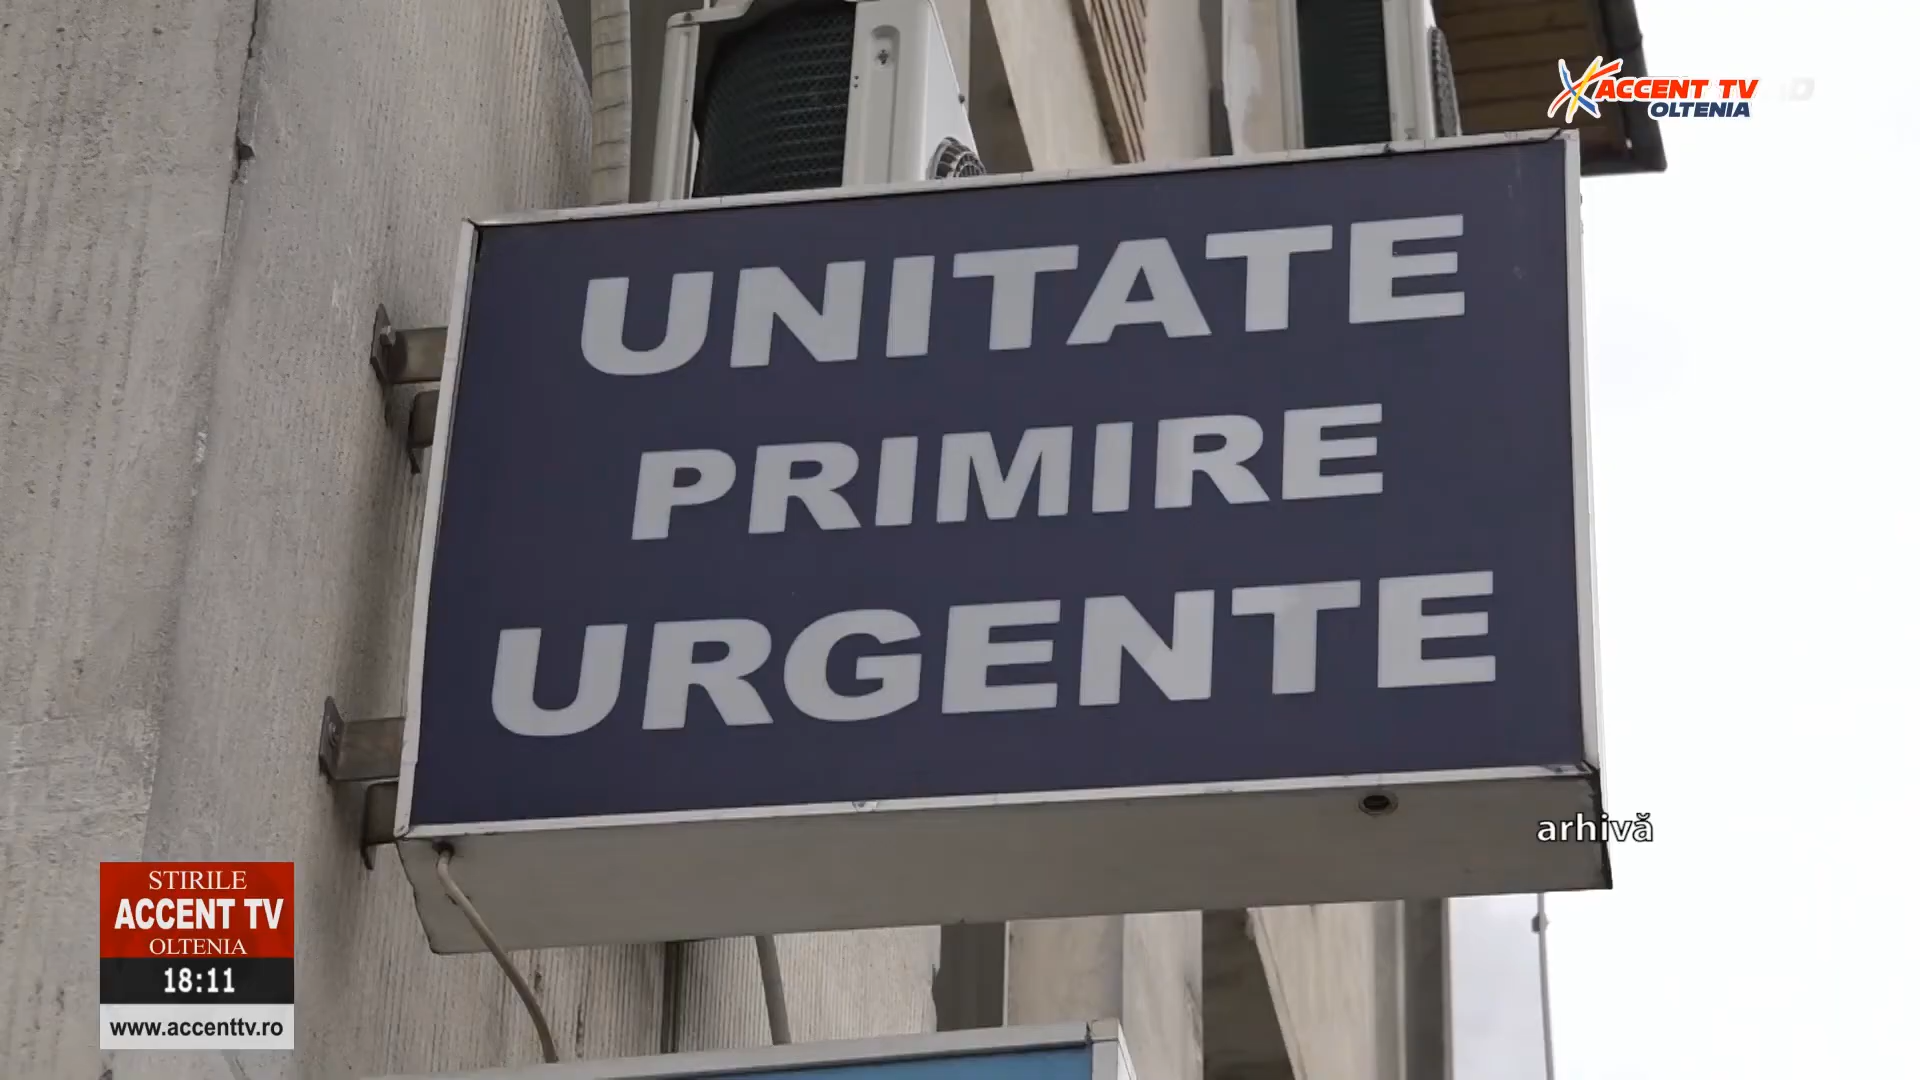 ACCENT TV
OLTENIA
UNITATE
PRIMIRE
URGENTE
arhivă
STIRILE
ACCENT TV
OLTENIA
18:11
www.accenttv.ro